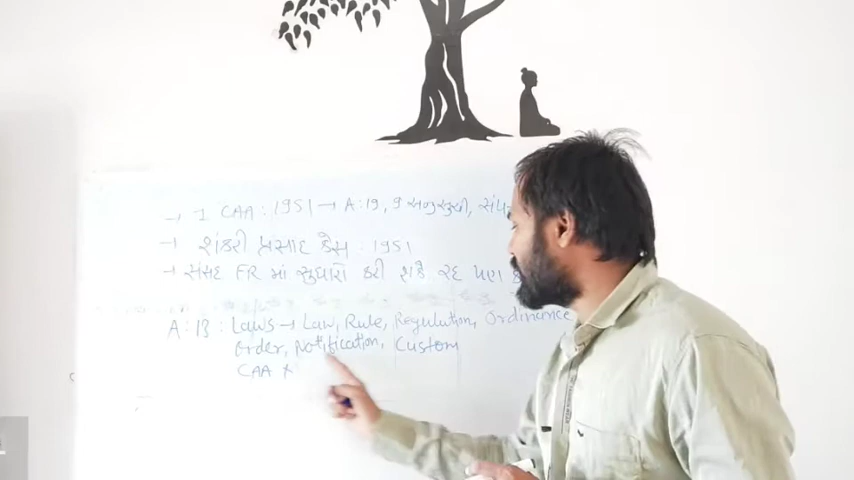 → 1 CAA : 1951 → A:19, 9 અનુસૂચી,
→ શંકરી પ્રસાદ કેસ : 1951
→ સંસદ FR માં સુધારો કરી શકે રદ પણ
A:13 : Laws → Law, Rule, Regulation, Ordinance
Order, Notification, Custom
CAA ×